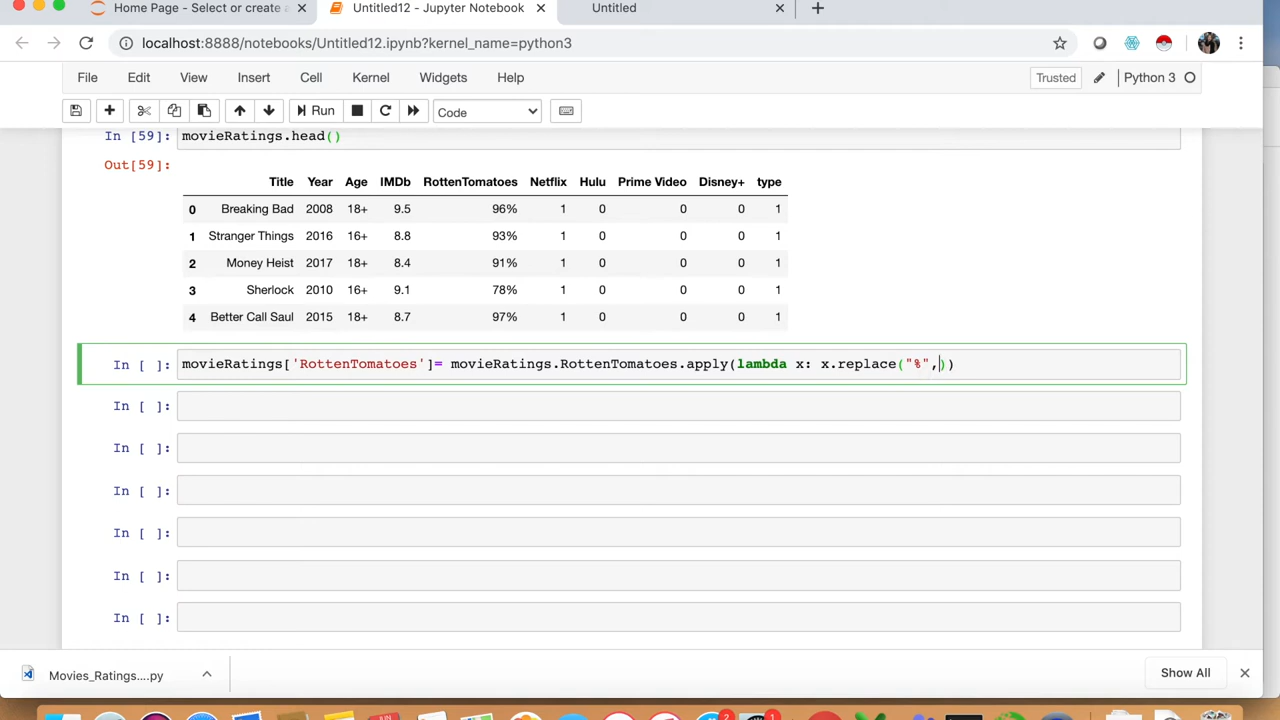 Home Page - Select or create a
Untitled12 - Jupyter Notebook
Untitled
localhost:8888/notebooks/Untitled12.ipynb?kernel_name=python3
File Edit View Insert Cell Kernel Widgets Help Trusted Python 3
Run Code
In [59]: movieRatings.head()
Out[59]:
Title Year Age IMDb RottenTomatoes Netflix Hulu Prime Video Disney+ type
0 Breaking Bad 2008 18+ 9.5 96% 1 0 0 0 1
1 Stranger Things 2016 16+ 8.8 93% 1 0 0 0 1
2 Money Heist 2017 18+ 8.4 91% 1 0 0 0 1
3 Sherlock 2010 16+ 9.1 78% 1 0 0 0 1
4 Better Call Saul 2015 18+ 8.7 97% 1 0 0 0 1
In [ ]: movieRatings['RottenTomatoes']= movieRatings.RottenTomatoes.apply(lambda x: x.replace("%",))
In [ ]:
In [ ]:
In [ ]:
In [ ]:
In [ ]:
In [ ]:
Movies_Ratings....py
Show All
JUN
2
1